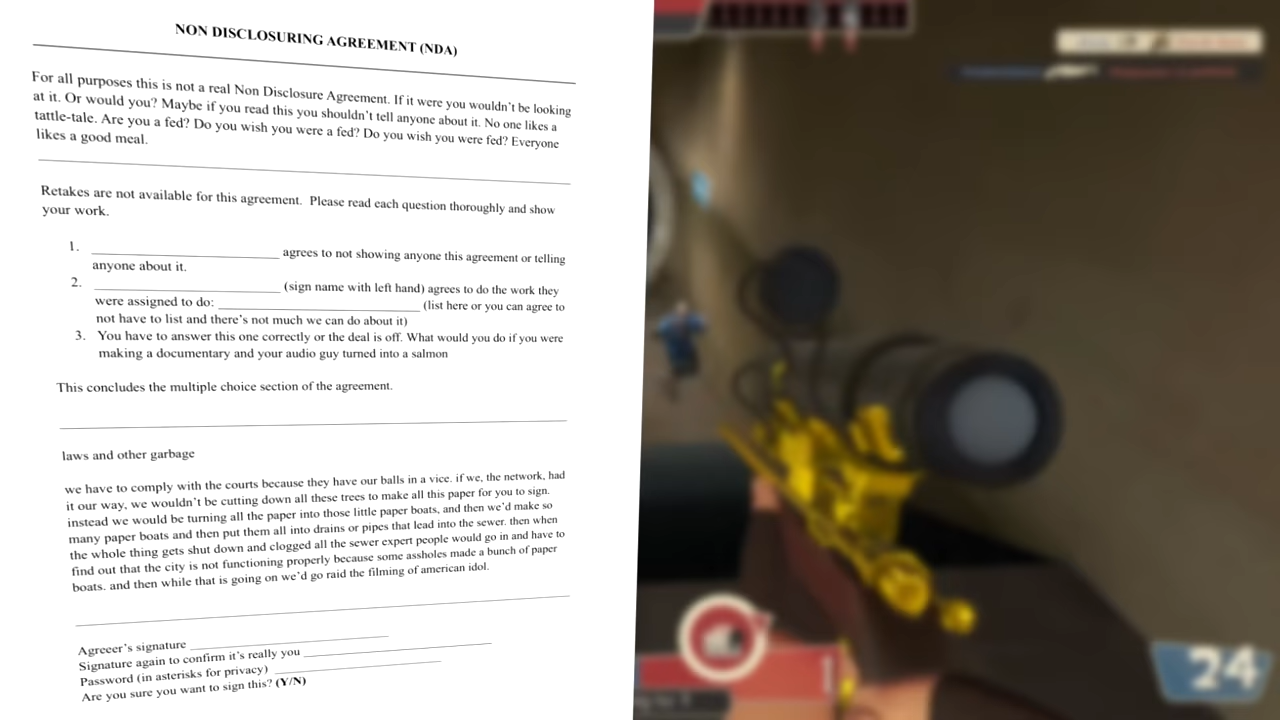 NON DISCLOSURING AGREEMENT (NDA)
For all purposes this is not a real Non Disclosure Agreement. If it were you wouldn't be looking
at it. Or would you? Maybe if you read this you shouldn't tell anyone about it. No one likes a
tattle-tale. Are you a fed? Do you wish you were a fed? Do you wish you were fed? Everyone
likes a good meal.
Retakes are not available for this agreement. Please read each question thoroughly and show
your work.
1. ____________ agrees to not showing anyone this agreement or telling
anyone about it.
2. ____________ (sign name with left hand) agrees to do the work they
were assigned to do: ____________ (list here or you can agree to
not have to list and there's not much we can do about it)
3. You have to answer this one correctly or the deal is off. What would you do if you were
making a documentary and your audio guy turned into a salmon
This concludes the multiple choice section of the agreement.
laws and other garbage
we have to comply with the courts because they have our balls in a vice. if we, the network, had
it our way, we wouldn't be cutting down all these trees to make all this paper for you to sign.
instead we would be turning all the paper into those little paper boats, and then we'd make so
many paper boats and then put them all into drains or pipes that lead into the sewer. then when
the whole thing gets shut down and clogged all the sewer expert people would go in and have to
find out that the city is not functioning properly because some assholes made a bunch of paper
boats. and then while that is going on we'd go raid the filming of american idol.
Agreeer's signature ____________
Signature again to confirm it's really you ____________
Password (in asterisks for privacy) ____________
Are you sure you want to sign this? (Y/N)
24